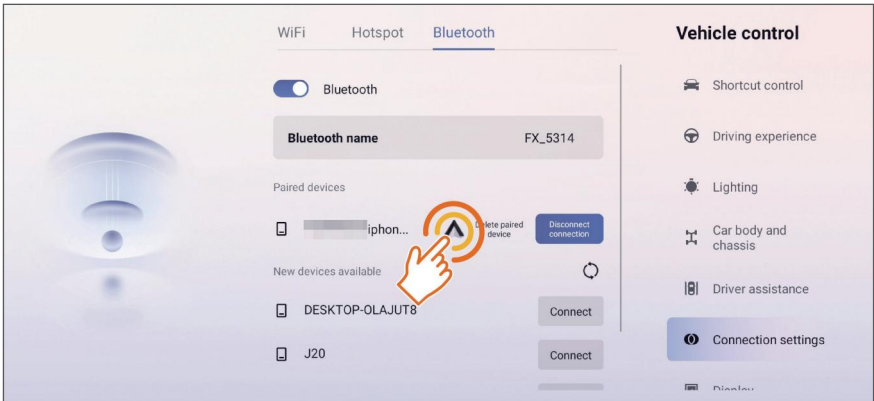 WiFi Hotspot Bluetooth
Bluetooth
Bluetooth name FX_5314
Paired devices
iphon...
Delete paired
device
Disconnect
connection
New devices available
DESKTOP-OLAJUT8
Connect
J20
Connect
Vehicle control
Shortcut control
Driving experience
Lighting
Car body and
chassis
Driver assistance
Connection settings
Display